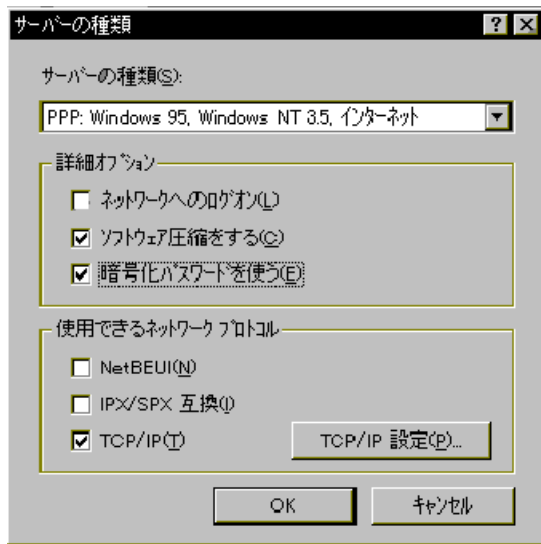 サーバーの種類
サーバーの種類(S):
PPP: Windows 95, Windows NT 3.5, インターネット
詳細オプション
ネットワークへのログオン(L)
ソフトウェア圧縮をする(C)
暗号化パスワードを使う(E)
使用できるネットワーク プロトコル
NetBEUI(N)
IPX/SPX 互換(I)
TCP/IP(T)
TCP/IP 設定(P)...
OK
キャンセル